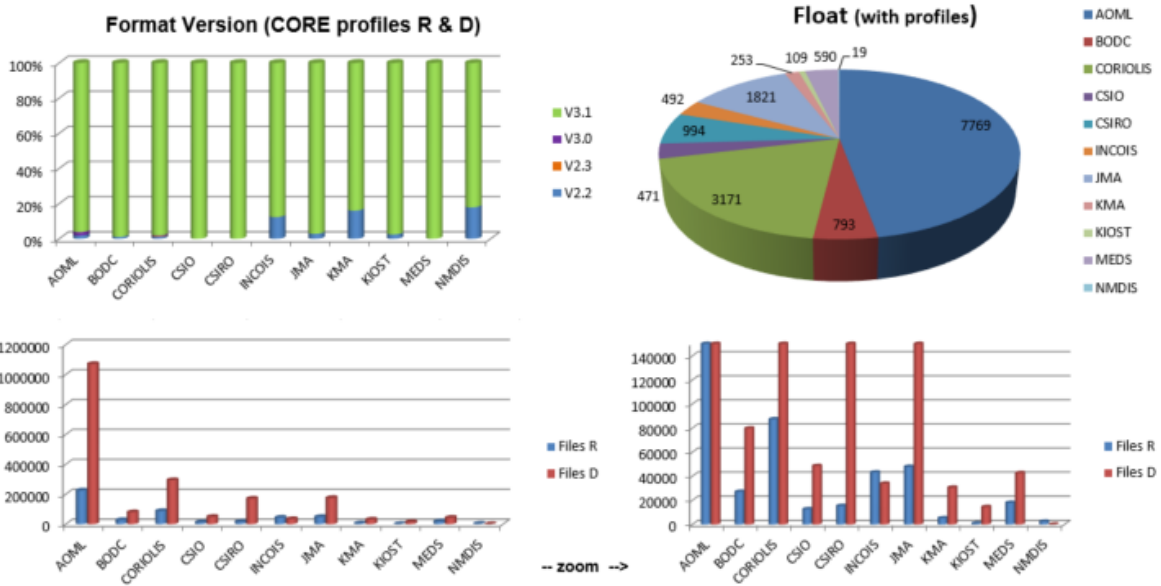 Format Version (CORE profiles R & D)
100%
80%
60%
40%
20%
0%
AOML
BODC
CORIOLIS
CSIO
CSIRO
INCOIS
JMA
KMA
KIOST
MEDS
NMDIS
V3.1
V3.0
V2.3
V2.2
Float (with profiles)
253
109
590
19
492
1821
7769
994
471
3171
793
AOML
BODC
CORIOLIS
CSIO
CSIRO
INCOIS
JMA
KMA
KIOST
MEDS
NMDIS
1200000
1000000
800000
600000
400000
200000
0
AOML
BODC
CORIOLIS
CSIO
CSIRO
INCOIS
JMA
KMA
KIOST
MEDS
NMDIS
Files R
Files D
-- zoom -->
140000
120000
100000
80000
60000
40000
20000
0
AOML
BODC
CORIOLIS
CSIO
CSIRO
INCOIS
JMA
KMA
KIOST
MEDS
NMDIS
Files R
Files D